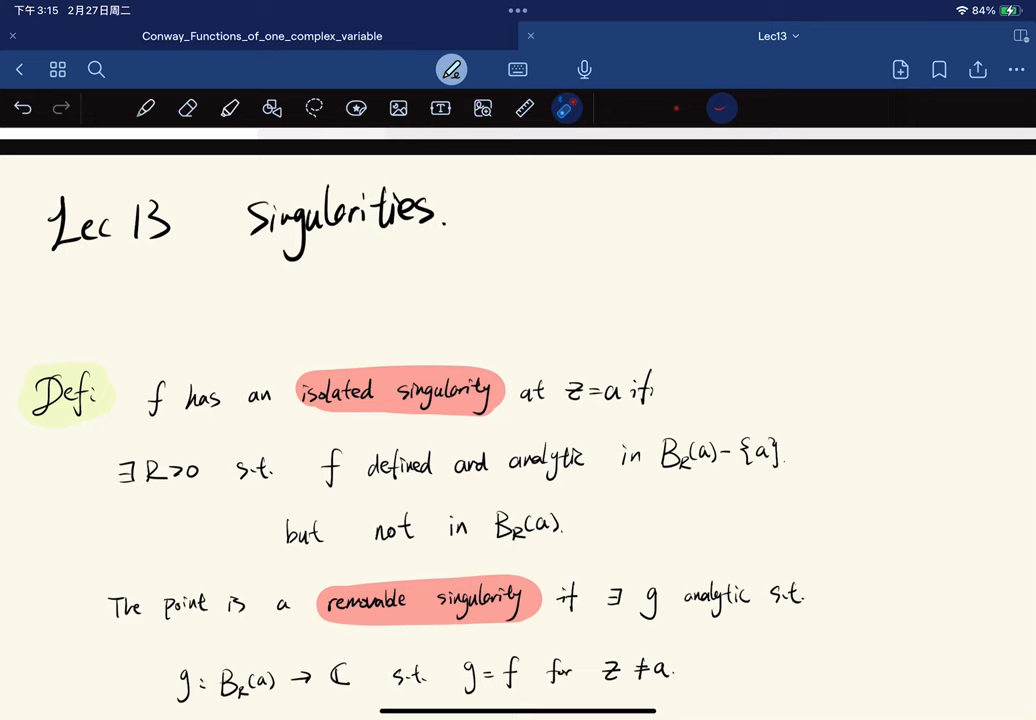 下午3:15 2月27日周二
84%
Conway_Functions_of_one_complex_variable
Lec13
Lec 13 Singularities.
Def: f has an isolated singularity at z=a if
∃ R>0 s.t. f defined and analytic in B_R(a)-{a}.
but not in B_R(a).
The point is a removable singularity if ∃ g analytic s.t.
g: B_R(a) → ℂ s.t. g=f for z≠a.